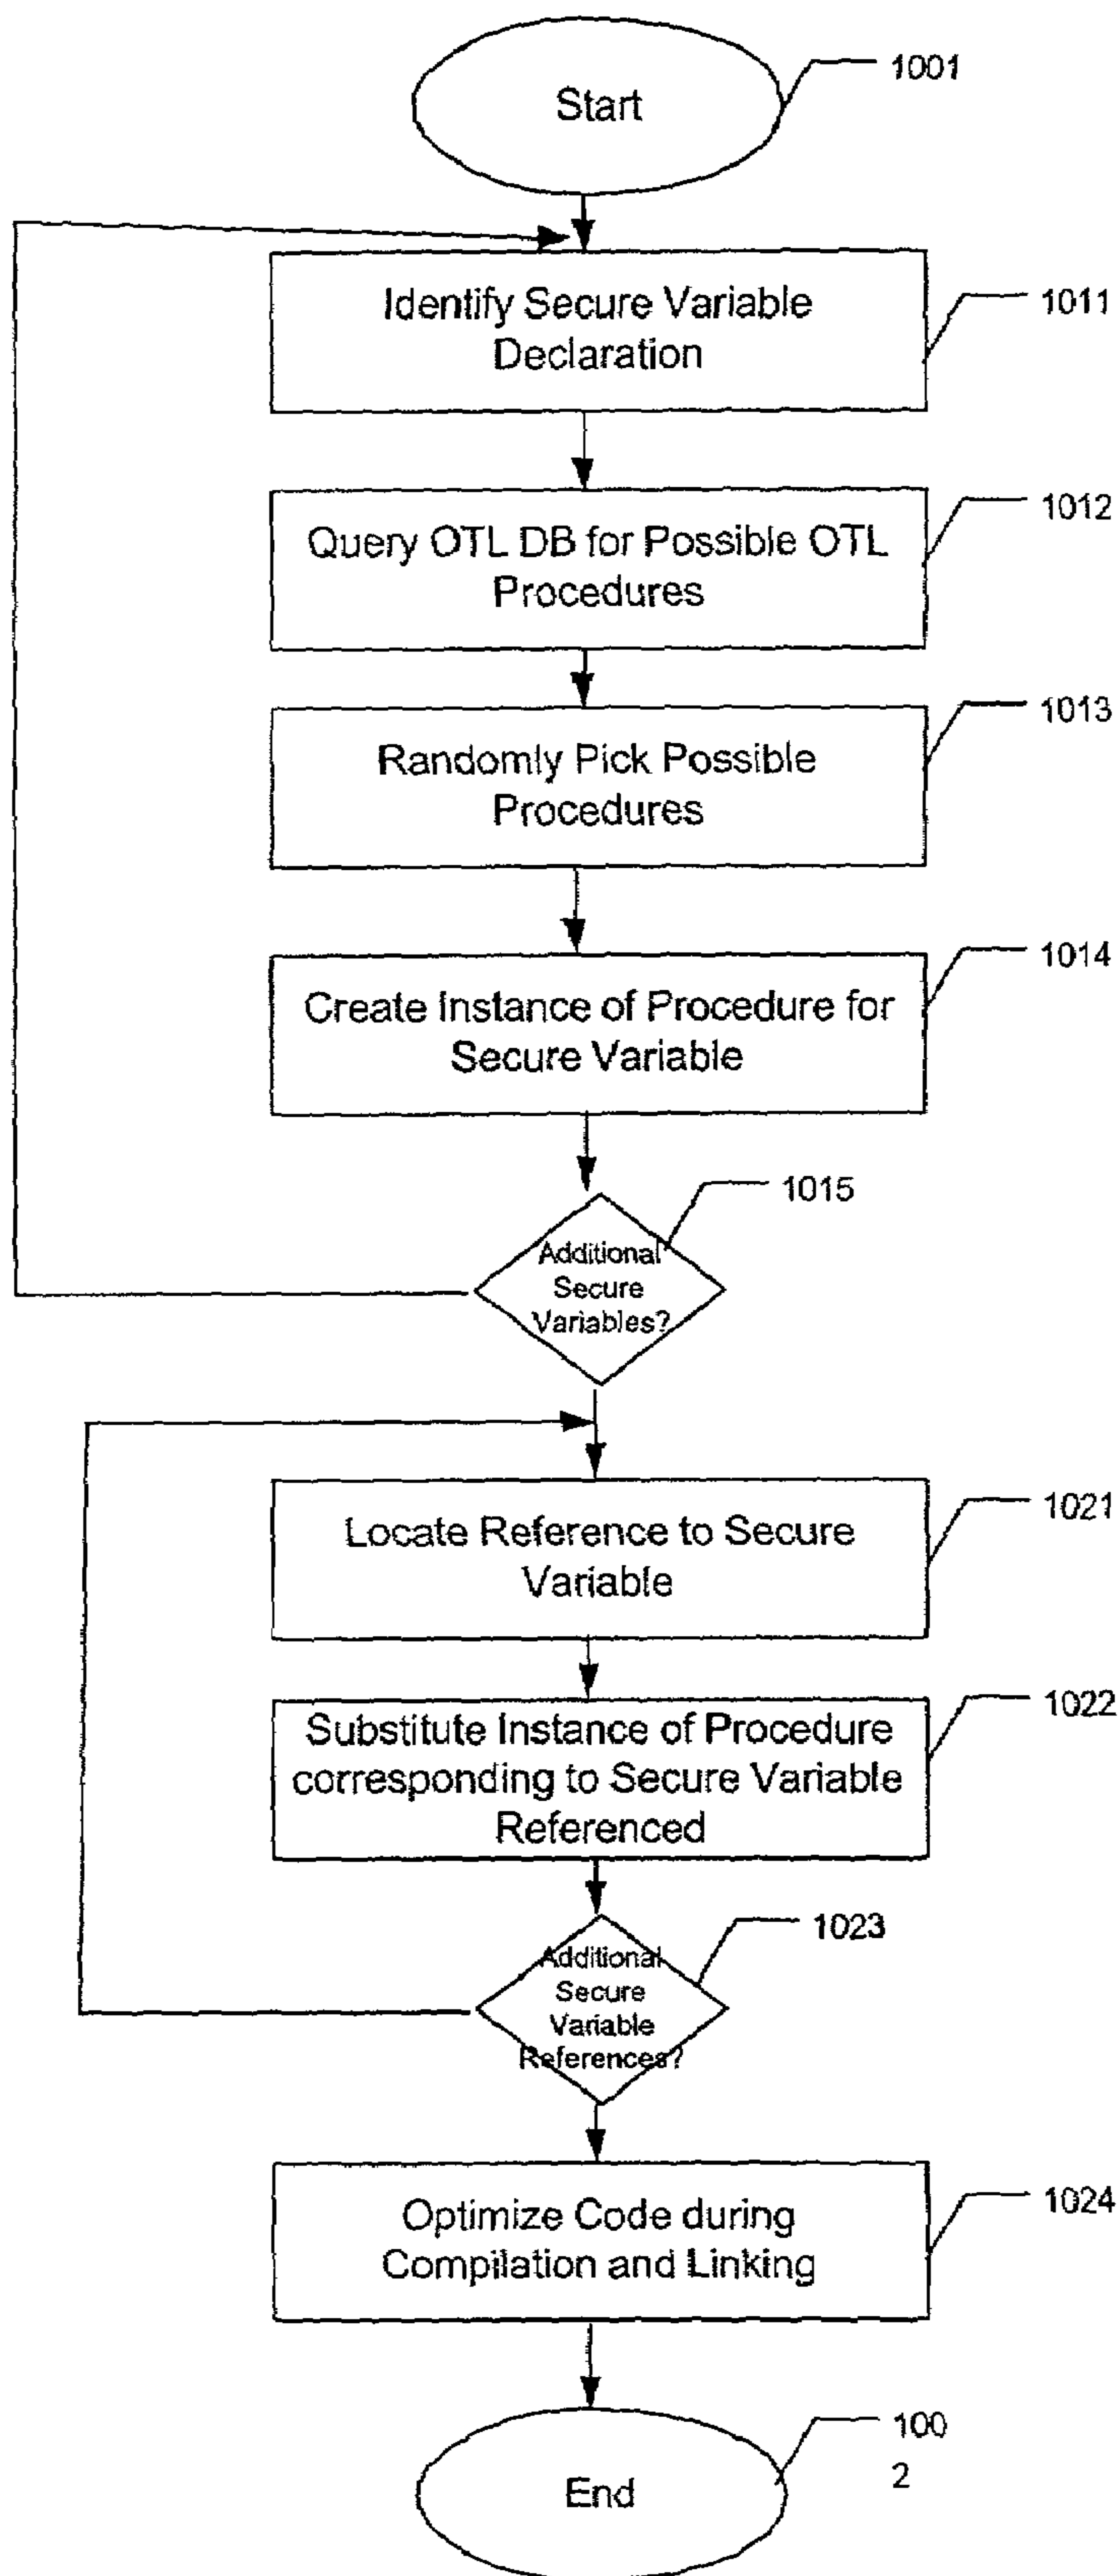 Start
1001
Identify Secure Variable
Declaration
1011
Query OTL DB for Possible OTL
Procedures
1012
Randomly Pick Possible
Procedures
1013
Create Instance of Procedure for
Secure Variable
1014
Additional
Secure
Variables?
1015
Locate Reference to Secure
Variable
1021
Substitute Instance of Procedure
corresponding to Secure Variable
Referenced
1022
Additional
Secure
Variable
References?
1023
Optimize Code during
Compilation and Linking
1024
End
100
2